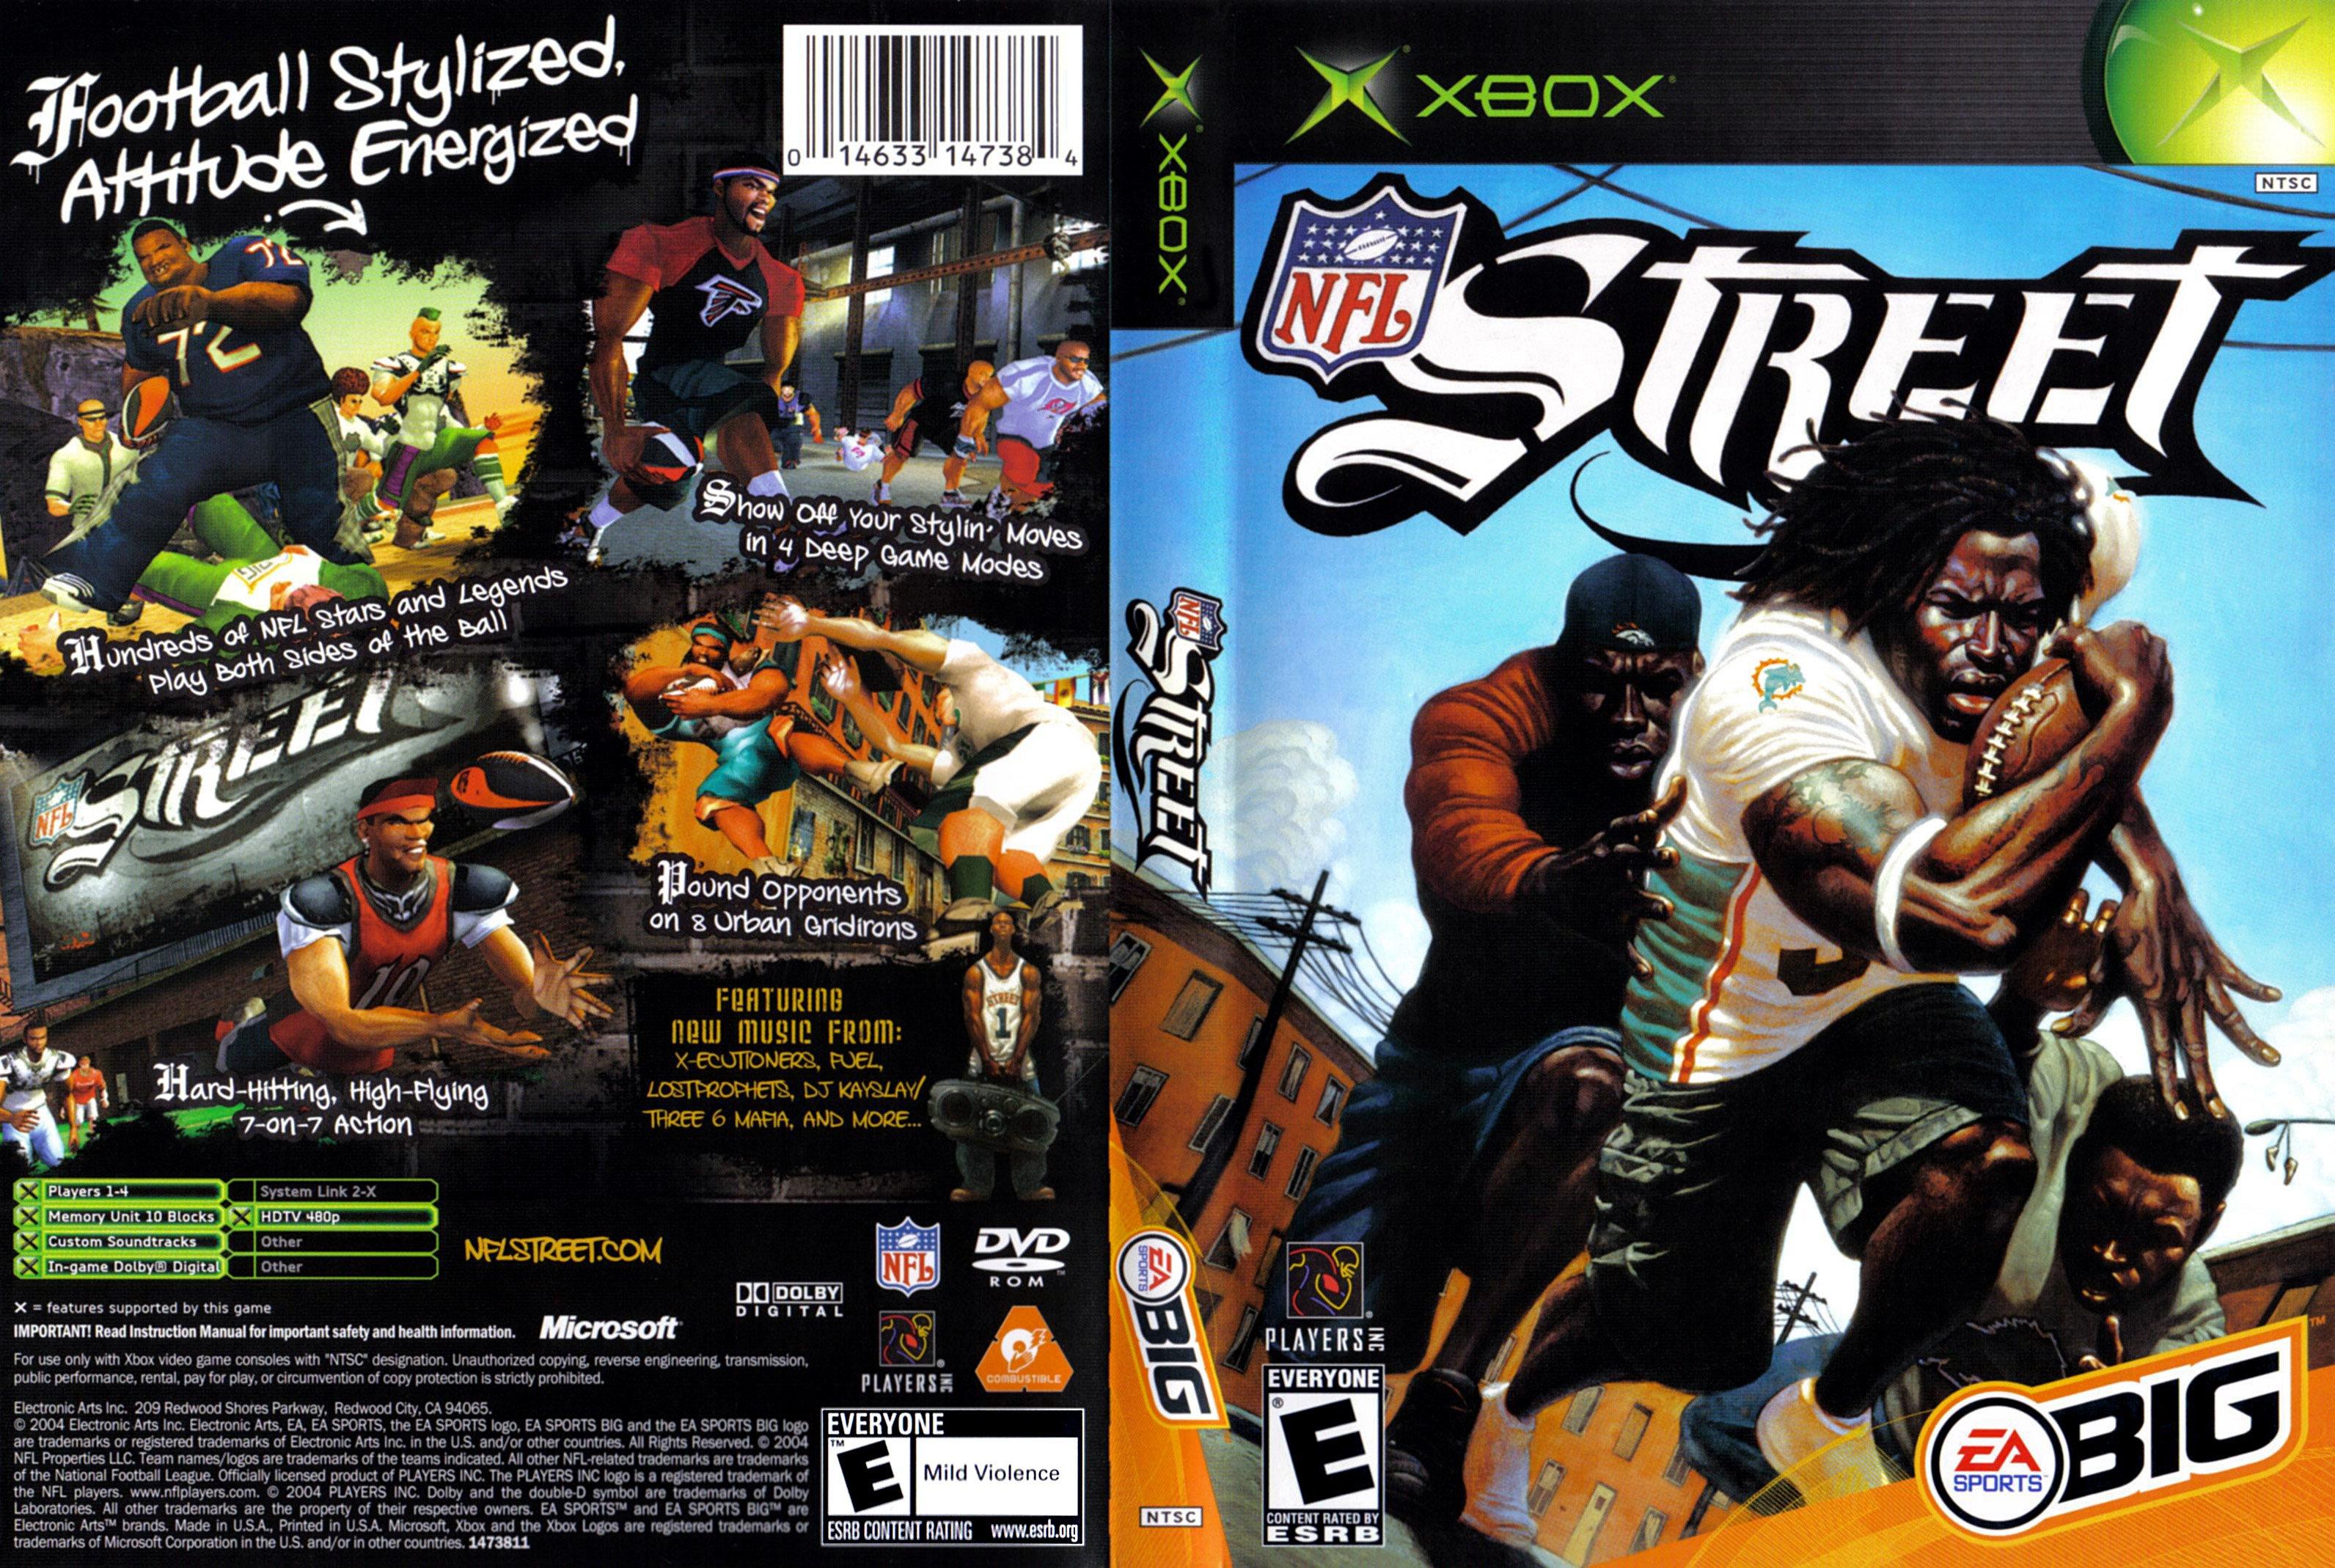 Football Stylized,
Attitude Energized
0 14633 14738 4
72
72
Hundreds of NFL Stars and Legends
Play Both Sides of the Ball
Show Off Your Stylin' Moves
in 4 Deep Game Modes
NFL STREET
10
Hard-Hitting, High-Flying
7-on-7 Action
Pound Opponents
on 8 Urban Gridirons
FEATURING
NEW MUSIC FROM:
X-ECUTIONERS, FUEL,
LOSTPROPHETS, DJ KAYSLAY/
THREE 6 MAFIA, AND MORE...
STREET
1
Players 1-4
System Link 2-X
Memory Unit 10 Blocks
HDTV 480p
Custom Soundtracks
Other
In-game Dolby® Digital
Other
NFLSTREET.COM
X = features supported by this game
IMPORTANT! Read Instruction Manual for important safety and health information.
Microsoft®
DOLBY
DIGITAL
NFL
DVD
ROM™
PLAYERS INC
COMBUSTIBLE
For use only with Xbox video game consoles with "NTSC" designation. Unauthorized copying, reverse engineering, transmission,
public performance, rental, pay for play, or circumvention of copy protection is strictly prohibited.
Electronic Arts Inc. 209 Redwood Shores Parkway, Redwood City, CA 94065.
© 2004 Electronic Arts Inc. Electronic Arts, EA, EA SPORTS, the EA SPORTS logo, EA SPORTS BIG and the EA SPORTS BIG logo
are trademarks or registered trademarks of Electronic Arts Inc. in the U.S. and/or other countries. All Rights Reserved. © 2004
NFL Properties LLC. Team names/logos are trademarks of the teams indicated. All other NFL-related trademarks are trademarks
of the National Football League. Officially licensed product of PLAYERS INC. The PLAYERS INC logo is a registered trademark of
the NFL players. www.nflplayers.com. © 2004 PLAYERS INC. Dolby and the double-D symbol are trademarks of Dolby
Laboratories. All other trademarks are the property of their respective owners. EA SPORTS™ and EA SPORTS BIG™ are
Electronic Arts™ brands. Made in U.S.A., Printed in U.S.A. Microsoft, Xbox and the Xbox Logos are registered trademarks or
trademarks of Microsoft Corporation in the U.S. and/or in other countries. 1473811
EVERYONE
E™
Mild Violence
ESRB CONTENT RATING www.esrb.org
XBOX®
NFL STREET
EA SPORTS BIG
NTSC
XBOX®
NTSC
NFL STREET
PLAYERS INC
EVERYONE
E®
CONTENT RATED BY
ESRB
EA SPORTS™ BIG™